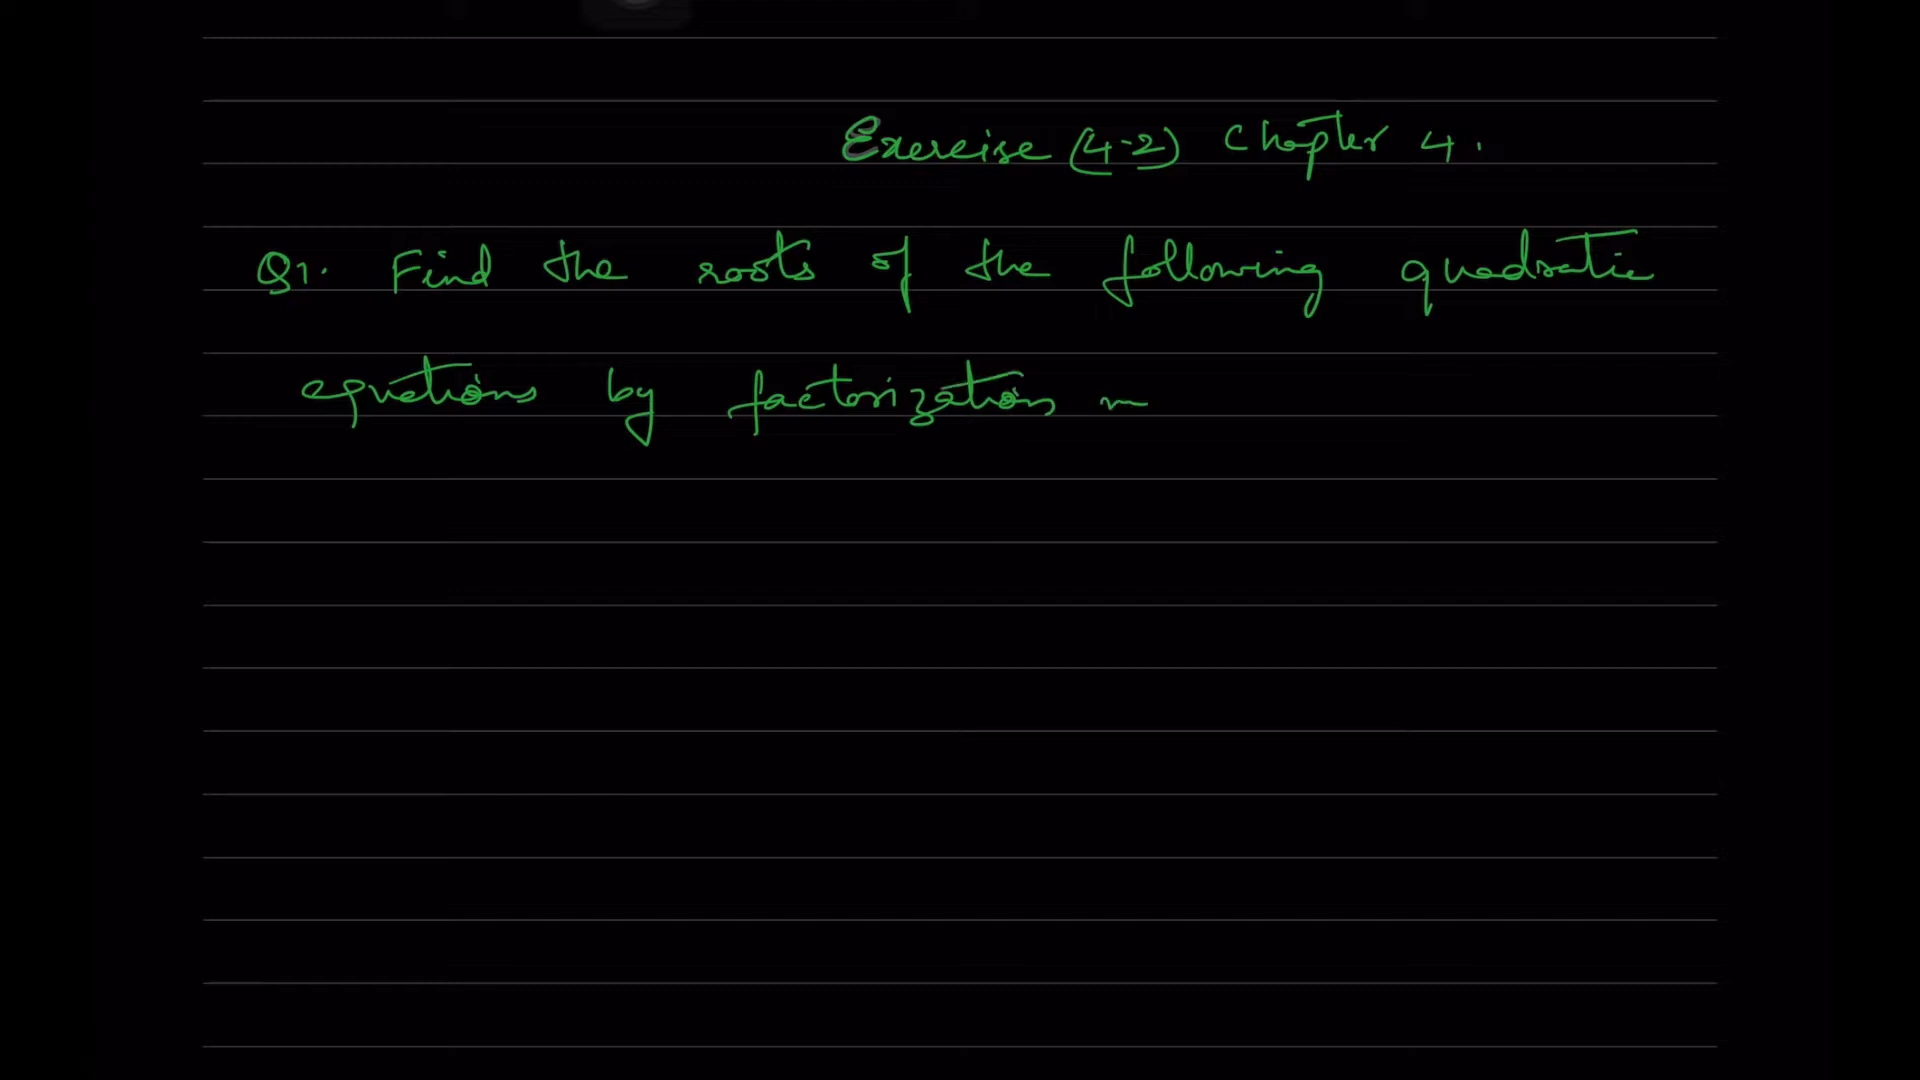 Exercise (4-2) Chapter 4.
Q1. Find the roots of the following quadratic
equations by factorization m